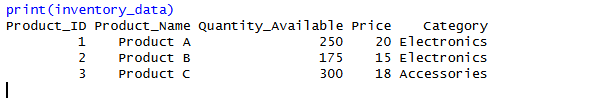 print(inventory_data)
Product_ID Product_Name Quantity_Available Price Category
1 Product A 250 20 Electronics
2 Product B 175 15 Electronics
3 Product C 300 18 Accessories